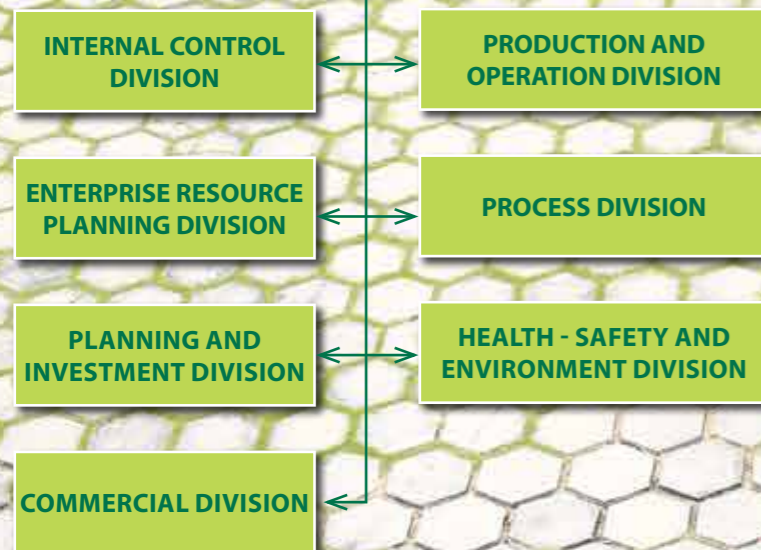 INTERNAL CONTROL
DIVISION
PRODUCTION AND
OPERATION DIVISION
ENTERPRISE RESOURCE
PLANNING DIVISION
PROCESS DIVISION
PLANNING AND
INVESTMENT DIVISION
HEALTH - SAFETY AND
ENVIRONMENT DIVISION
COMMERCIAL DIVISION